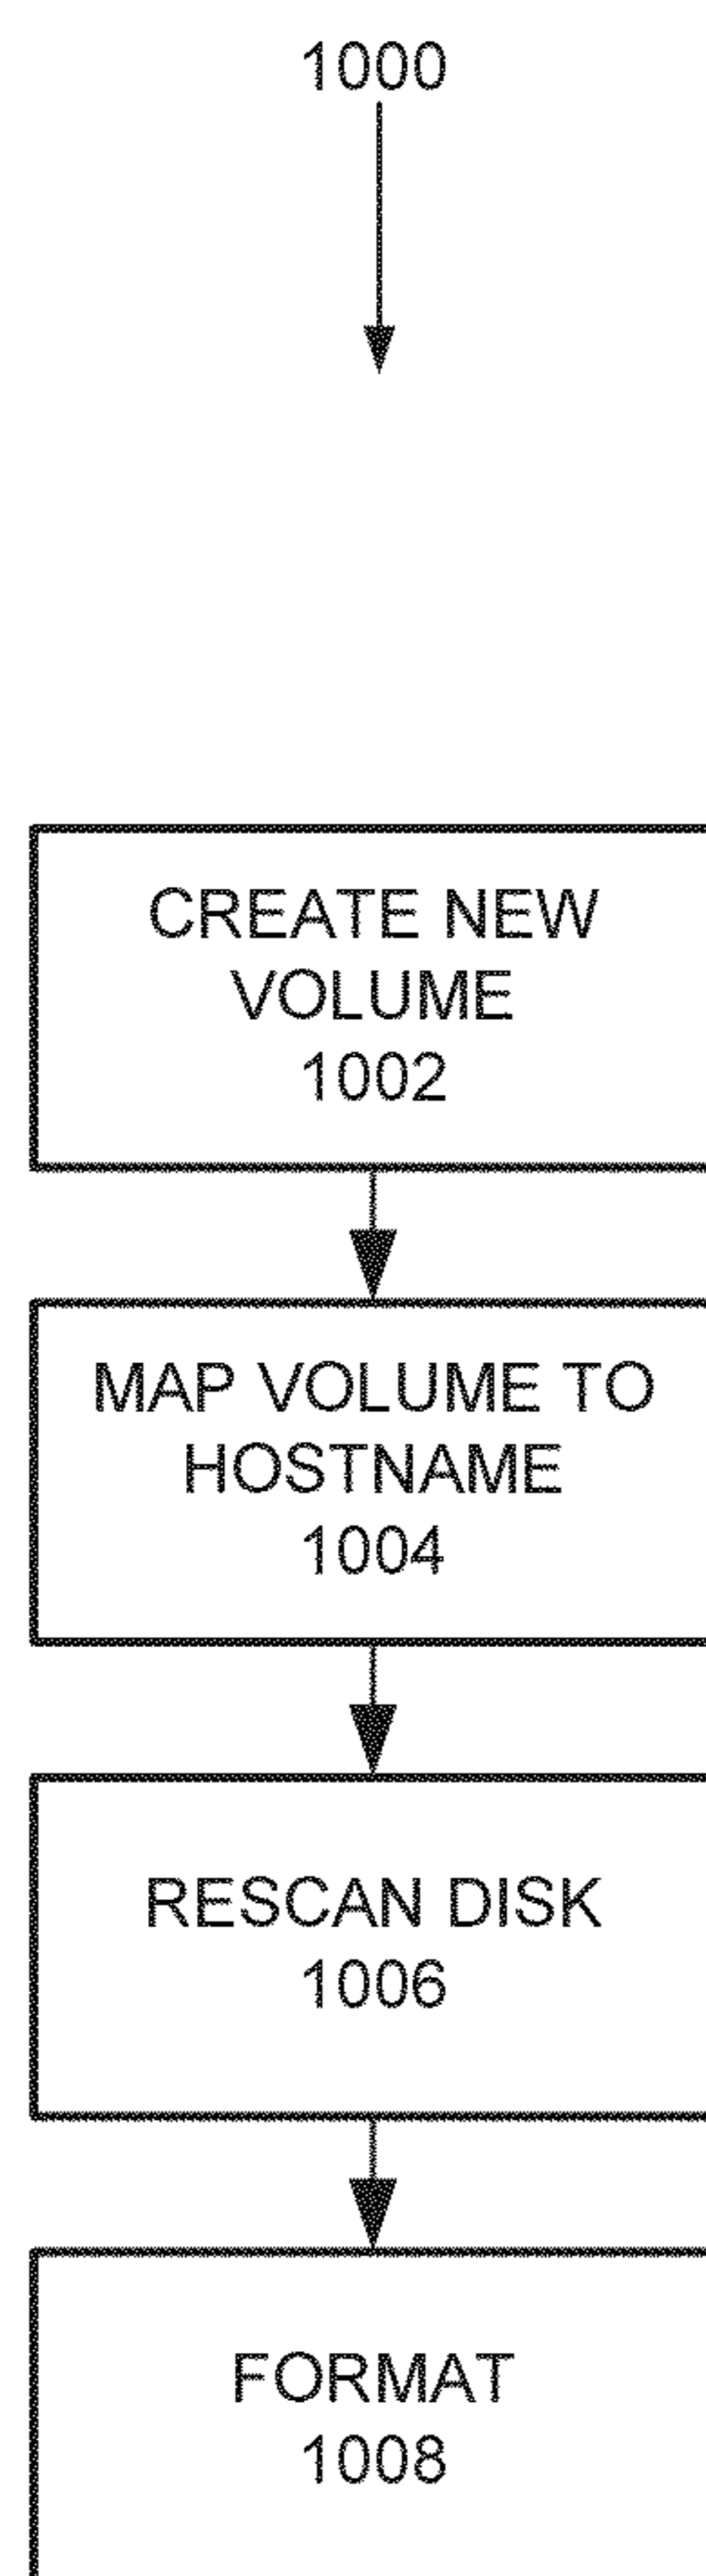 1000
CREATE NEW
VOLUME
1002
MAP VOLUME TO
HOSTNAME
1004
RESCAN DISK
1006
FORMAT
1008